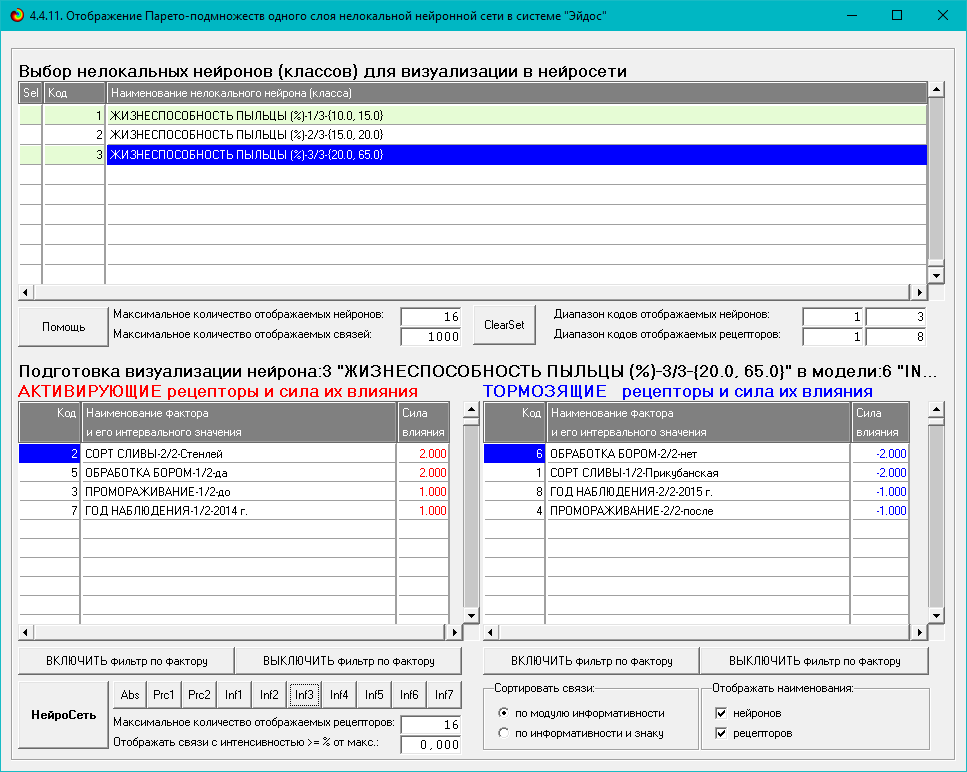 4.4.11. Отображение Парето-подмножеств одного слоя нелокальной нейронной сети в системе "Эйдос"
Выбор нелокальных нейронов (классов) для визуализации в нейросети
Sel Код Наименование нелокального нейрона (класса)
1 ЖИЗНЕСПОСОБНОСТЬ ПЫЛЬЦЫ (%)-1/3-{10.0, 15.0}
2 ЖИЗНЕСПОСОБНОСТЬ ПЫЛЬЦЫ (%)-2/3-{15.0, 20.0}
3 ЖИЗНЕСПОСОБНОСТЬ ПЫЛЬЦЫ (%)-3/3-{20.0, 65.0}
Помощь
Максимальное количество отображаемых нейронов: 16
Максимальное количество отображаемых связей: 1000
ClearSet
Диапазон кодов отображаемых нейронов: 1 3
Диапазон кодов отображаемых рецепторов: 1 8
Подготовка визуализации нейрона:3 "ЖИЗНЕСПОСОБНОСТЬ ПЫЛЬЦЫ (%)-3/3-{20.0, 65.0}" в модели:6 "IN...
АКТИВИРУЮЩИЕ рецепторы и сила их влияния
Код Наименование фактора Сила
и его интервального значения влияния
2 СОРТ СЛИВЫ-2/2-Стенлей 2.000
5 ОБРАБОТКА БОРОМ-1/2-да 2.000
3 ПРОМОРАЖИВАНИЕ-1/2-до 1.000
7 ГОД НАБЛЮДЕНИЯ-1/2-2014 г. 1.000
ТОРМОЗЯЩИЕ рецепторы и сила их влияния
Код Наименование фактора Сила
и его интервального значения влияния
6 ОБРАБОТКА БОРОМ-2/2-нет -2.000
1 СОРТ СЛИВЫ-1/2-Прикубанская -2.000
8 ГОД НАБЛЮДЕНИЯ-2/2-2015 г. -1.000
4 ПРОМОРАЖИВАНИЕ-2/2-после -1.000
ВКЛЮЧИТЬ фильтр по фактору ВЫКЛЮЧИТЬ фильтр по фактору
ВКЛЮЧИТЬ фильтр по фактору ВЫКЛЮЧИТЬ фильтр по фактору
НейроСеть
Abs Prc1 Prc2 Inf1 Inf2 Inf3 Inf4 Inf5 Inf6 Inf7
Максимальное количество отображаемых рецепторов: 16
Отображать связи с интенсивностью >= % от макс.: 0,000
Сортировать связи:
по модулю информативности
по информативности и знаку
Отображать наименования:
нейронов
рецепторов